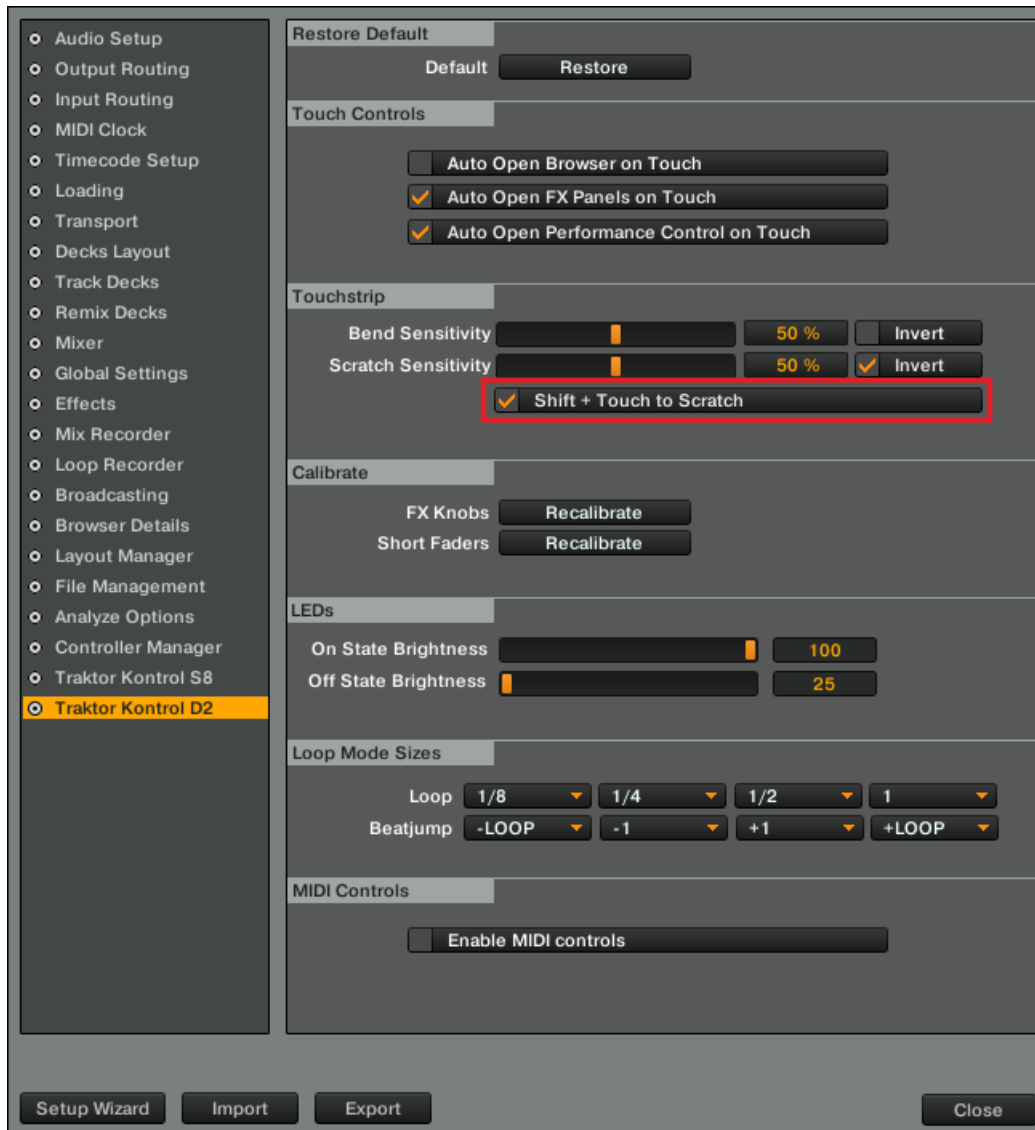 Audio Setup
Output Routing
Input Routing
MIDI Clock
Timecode Setup
Loading
Transport
Decks Layout
Track Decks
Remix Decks
Mixer
Global Settings
Effects
Mix Recorder
Loop Recorder
Broadcasting
Browser Details
Layout Manager
File Management
Analyze Options
Controller Manager
Traktor Kontrol S8
Traktor Kontrol D2
Restore Default
Default Restore
Touch Controls
Auto Open Browser on Touch
Auto Open FX Panels on Touch
Auto Open Performance Control on Touch
Touchstrip
Bend Sensitivity 50 % Invert
Scratch Sensitivity 50 % Invert
Shift + Touch to Scratch
Calibrate
FX Knobs Recalibrate
Short Faders Recalibrate
LEDs
On State Brightness 100
Off State Brightness 25
Loop Mode Sizes
Loop 1/8 1/4 1/2 1
Beatjump -LOOP -1 +1 +LOOP
MIDI Controls
Enable MIDI controls
Setup Wizard Import Export Close